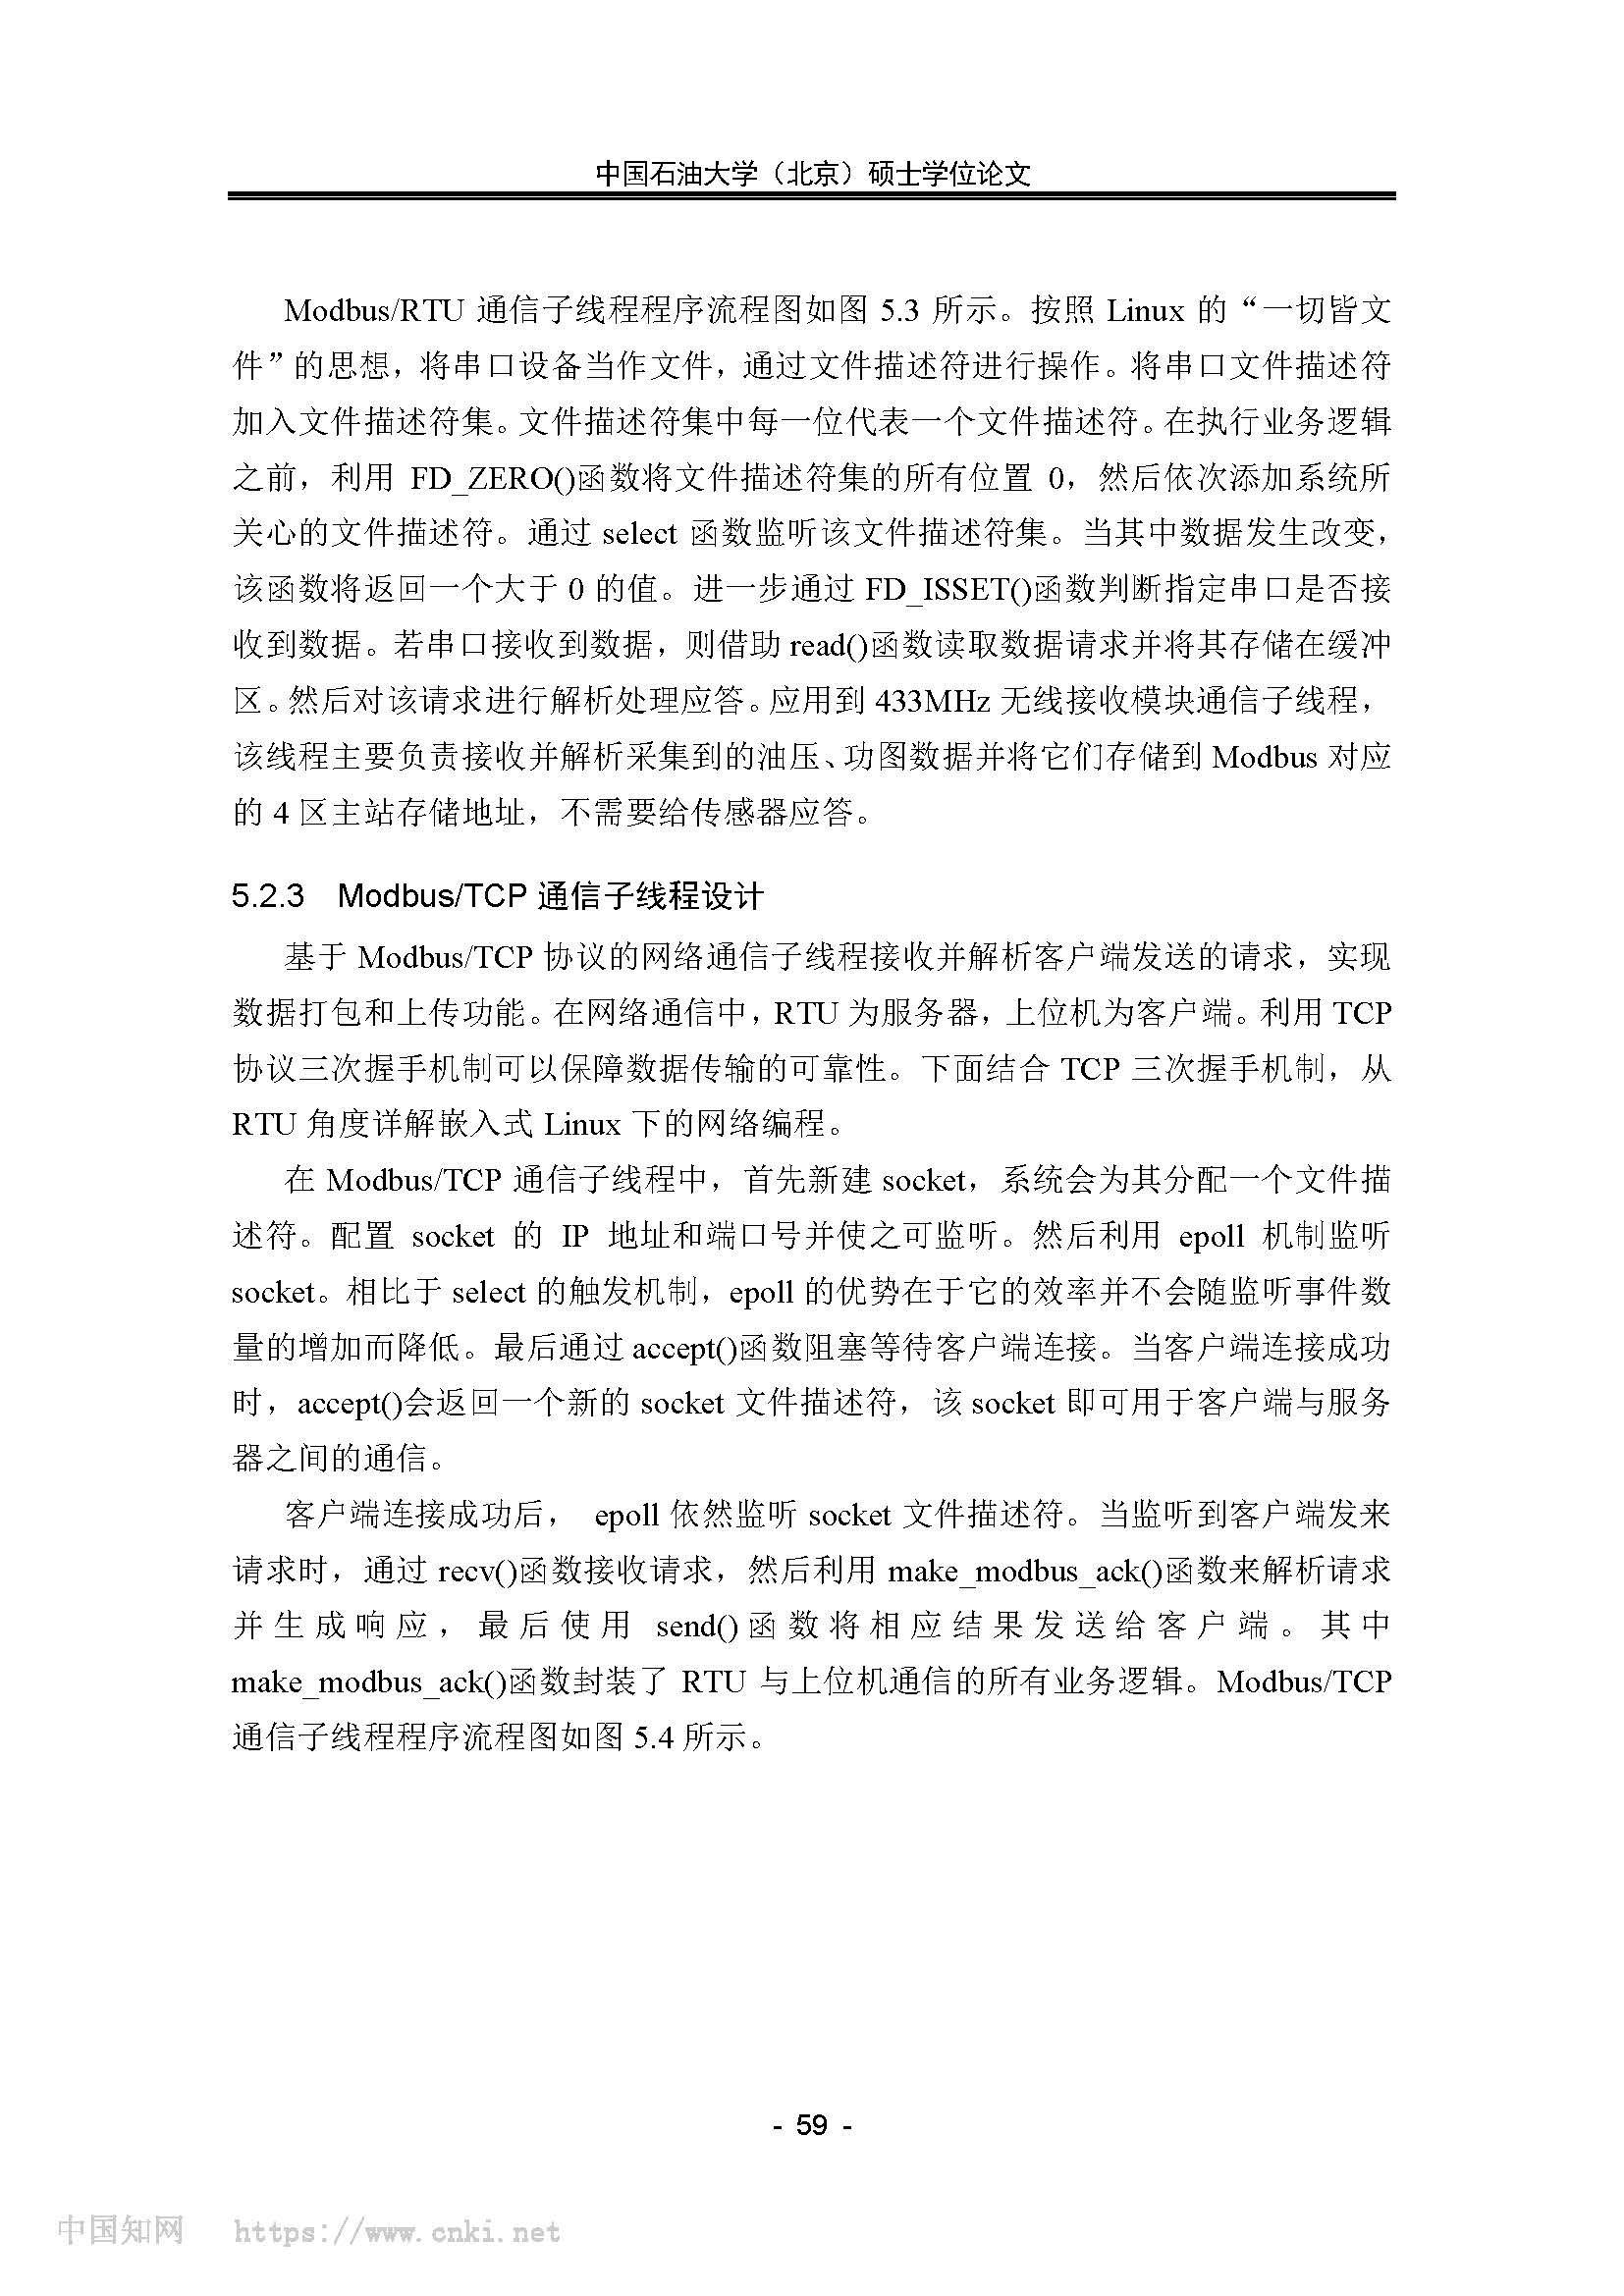 中国石油大学（北京）硕士学位论文
Modbus/RTU 通信子线程程序流程图如图 5.3 所示。按照 Linux 的“一切皆文
件”的思想，将串口设备当作文件，通过文件描述符进行操作。将串口文件描述符
加入文件描述符集。文件描述符集中每一位代表一个文件描述符。在执行业务逻辑
之前，利用 FD_ZERO()函数将文件描述符集的所有位置 0，然后依次添加系统所
关心的文件描述符。通过 select 函数监听该文件描述符集。当其中数据发生改变，
该函数将返回一个大于 0 的值。进一步通过 FD_ISSET()函数判断指定串口是否接
收到数据。若串口接收到数据，则借助 read()函数读取数据请求并将其存储在缓冲
区。然后对该请求进行解析处理应答。应用到 433MHz 无线接收模块通信子线程，
该线程主要负责接收并解析采集到的油压、功图数据并将它们存储到 Modbus 对应
的 4 区主站存储地址，不需要给传感器应答。
5.2.3 Modbus/TCP 通信子线程设计
基于 Modbus/TCP 协议的网络通信子线程接收并解析客户端发送的请求，实现
数据打包和上传功能。在网络通信中，RTU 为服务器，上位机为客户端。利用 TCP
协议三次握手机制可以保障数据传输的可靠性。下面结合 TCP 三次握手机制，从
RTU 角度详解嵌入式 Linux 下的网络编程。
在 Modbus/TCP 通信子线程中，首先新建 socket，系统会为其分配一个文件描
述符。配置 socket 的 IP 地址和端口号并使之可监听。然后利用 epoll 机制监听
socket。相比于 select 的触发机制，epoll 的优势在于它的效率并不会随监听事件数
量的增加而降低。最后通过 accept()函数阻塞等待客户端连接。当客户端连接成功
时，accept()会返回一个新的 socket 文件描述符，该 socket 即可用于客户端与服务
器之间的通信。
客户端连接成功后， epoll 依然监听 socket 文件描述符。当监听到客户端发来
请求时，通过 recv()函数接收请求，然后利用 make_modbus_ack()函数来解析请求
并生成响应，最后使用 send()函数将相应结果发送给客户端。其中
make_modbus_ack()函数封装了 RTU 与上位机通信的所有业务逻辑。Modbus/TCP
通信子线程程序流程图如图 5.4 所示。
- 59 -
中国知网 https://www.cnki.net